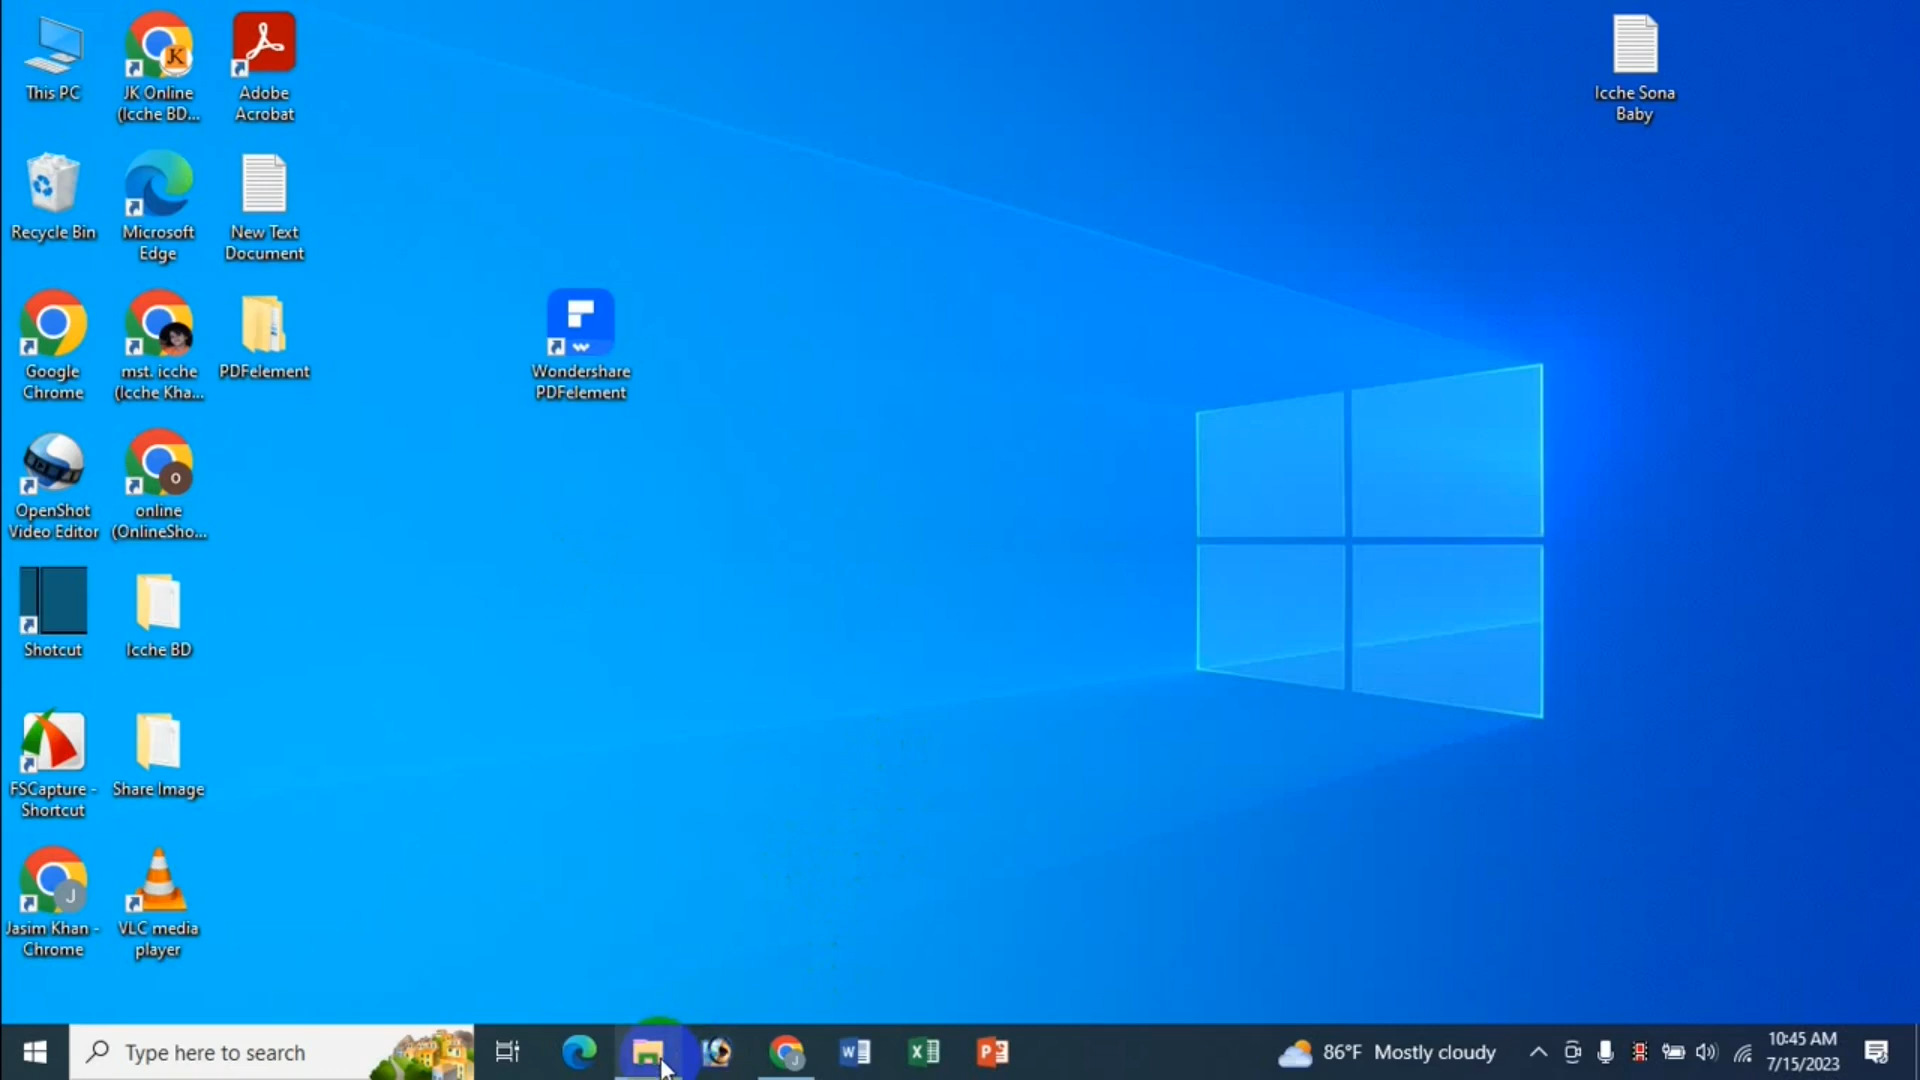 This PC
JK Online
(Icche BD...
Adobe
Acrobat
Icche Sona
Baby
Recycle Bin
Microsoft
Edge
New Text
Document
Google
Chrome
mst. icche
(Icche Kha...
PDFelement
Wondershare
PDFelement
OpenShot
Video Editor
online
(OnlineSho...
Shotcut
Icche BD
FSCapture -
Shortcut
Share Image
Jasim Khan -
Chrome
VLC media
player
Type here to search
86°F Mostly cloudy
10:45 AM
7/15/2023